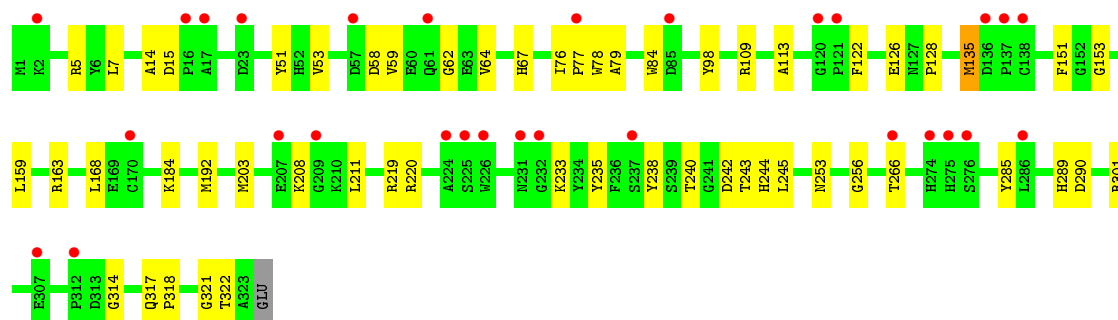 M1 K2 R5 Y6 L7 A14 D15 P16 A17 D23 Y51 H52 V53 D57 D58 V59 E60 Q61 G62 E63 V64 H67 I76 P77 W78 A79 W84 D85 Y98 R109 A113 G120 P121 F122 E126 N127 P128 M135 D136 P137 C138 F151 G152 G153
L159 R163 L168 E169 C170 K184 M192 M203 E207 K208 G209 K210 L211 R219 R220 A224 S225 W226 N231 G232 K233 Y234 Y235 F236 S237 Y238 S239 T240 G241 D242 T243 H244 L245 N253 G256 T266 H274 H275 S276 Y285 L286 H289 D290 R301
E307 P312 D313 G314 Q317 P318 G321 T322 A323 GLU